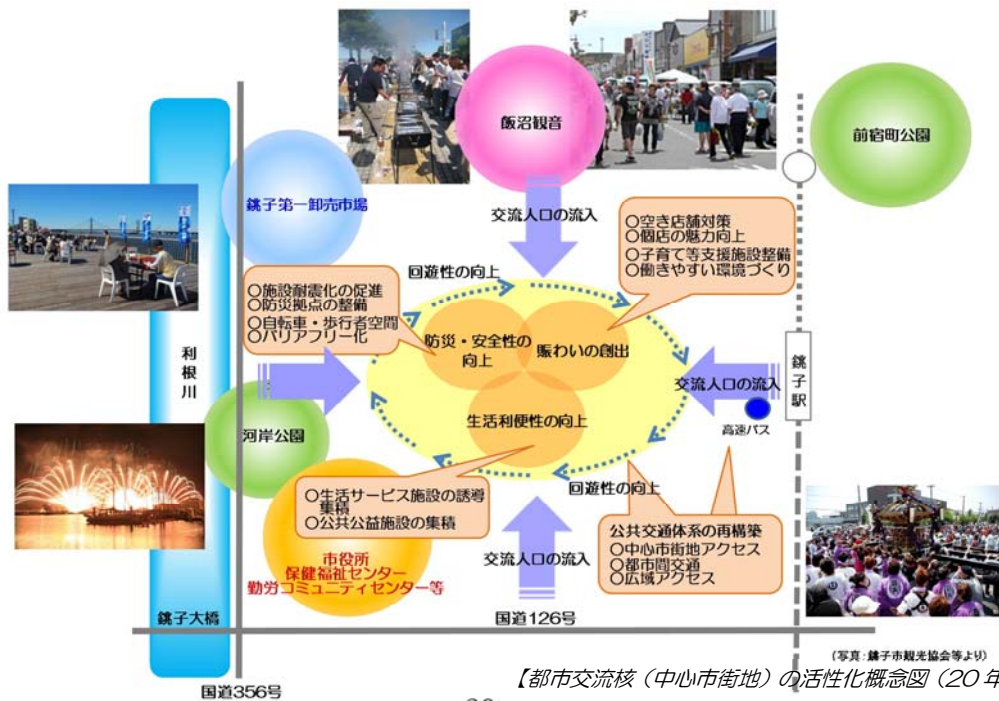 飯沼観音
前宿町公園
銚子第一卸売市場
交流人口の流入
○空き店舗対策
○個店の魅力向上
○子育て等支援施設整備
○働きやすい環境づくり
回遊性の向上
○施設耐震化の促進
○防災拠点の整備
○自転車・歩行者空間
○バリアフリー化
防災・安全性の
向上
賑わいの創出
利根川
銚子駅
交流人口の流入
高速バス
生活利便性の向上
河岸公園
○生活サービス施設の誘導
集積
○公共公益施設の集積
回遊性の向上
公共交通体系の再構築
○中心市街地アクセス
○都市間交通
○広域アクセス
市役所
保健福祉センター
勤労コミュニティセンター等
交流人口の流入
銚子大橋
国道126号
(写真:銚子市観光協会等より)
【都市交流核(中心市街地)の活性化概念図(20年
国道356号